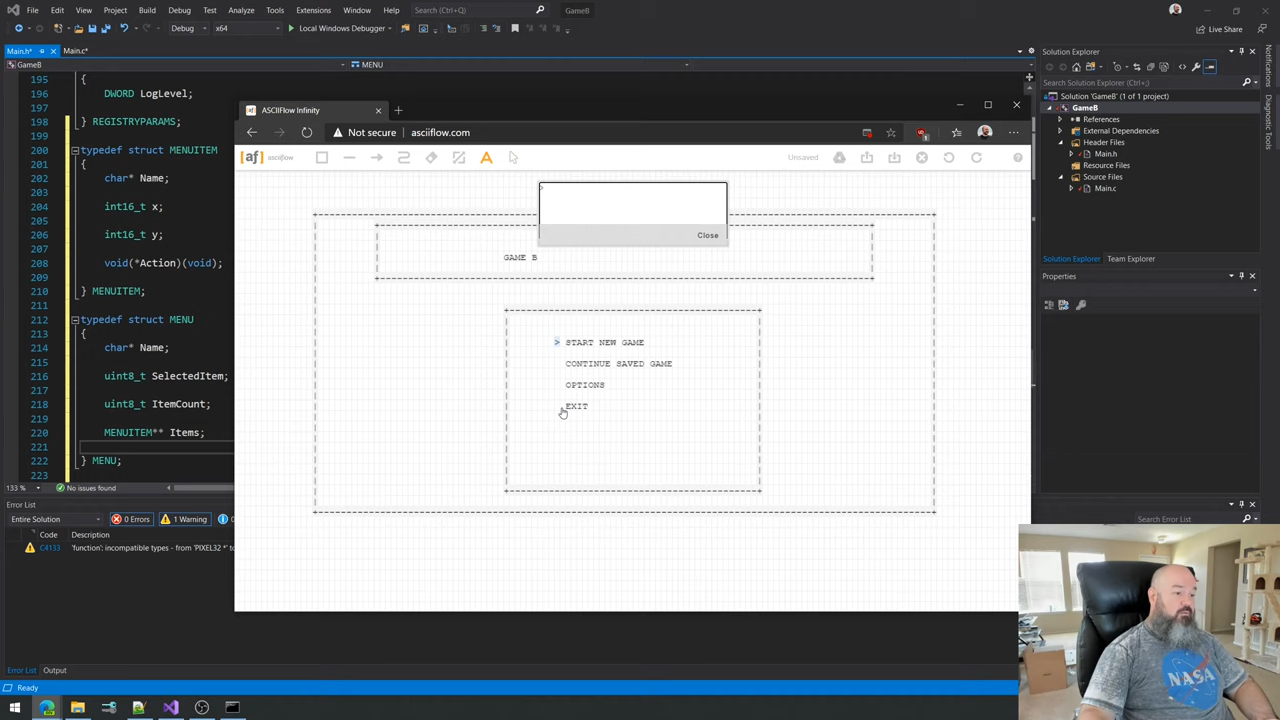 File Edit View Project Build Debug Test Analyze Tools Extensions Window Help
Search (Ctrl+Q)
GameB
Debug x64 Local Windows Debugger
Live Share
Main.h* Main.c*
GameB
MENU
195 {
196 DWORD LogLevel;
197
198 } REGISTRYPARAMS;
199
200 typedef struct MENUITEM
201 {
202 char* Name;
203
204 int16_t x;
205
206 int16_t y;
207
208 void(*Action)(void);
209
210 } MENUITEM;
211
212 typedef struct MENU
213 {
214 char* Name;
215
216 uint8_t SelectedItem;
217
218 uint8_t ItemCount;
219
220 MENUITEM** Items;
221
222 } MENU;
223
133 % No issues found
ASCIIFlow Infinity
Not secure asciiflow.com
[af] asciiflow
A
Unsaved
>
Close
GAME B
> START NEW GAME
CONTINUE SAVED GAME
OPTIONS
EXIT
Solution Explorer
Search Solution Explorer (Ctrl+;)
Solution 'GameB' (1 of 1 project)
GameB
References
External Dependencies
Header Files
Main.h
Resource Files
Source Files
Main.c
Solution Explorer Team Explorer
Properties
Notifications
Diagnostic Tools
Error List
Entire Solution 0 Errors 1 Warning 0
Search Error List
Code Description
C4133 'function': incompatible types - from 'PIXEL32 *' to
Error List Output
Ready
NASA